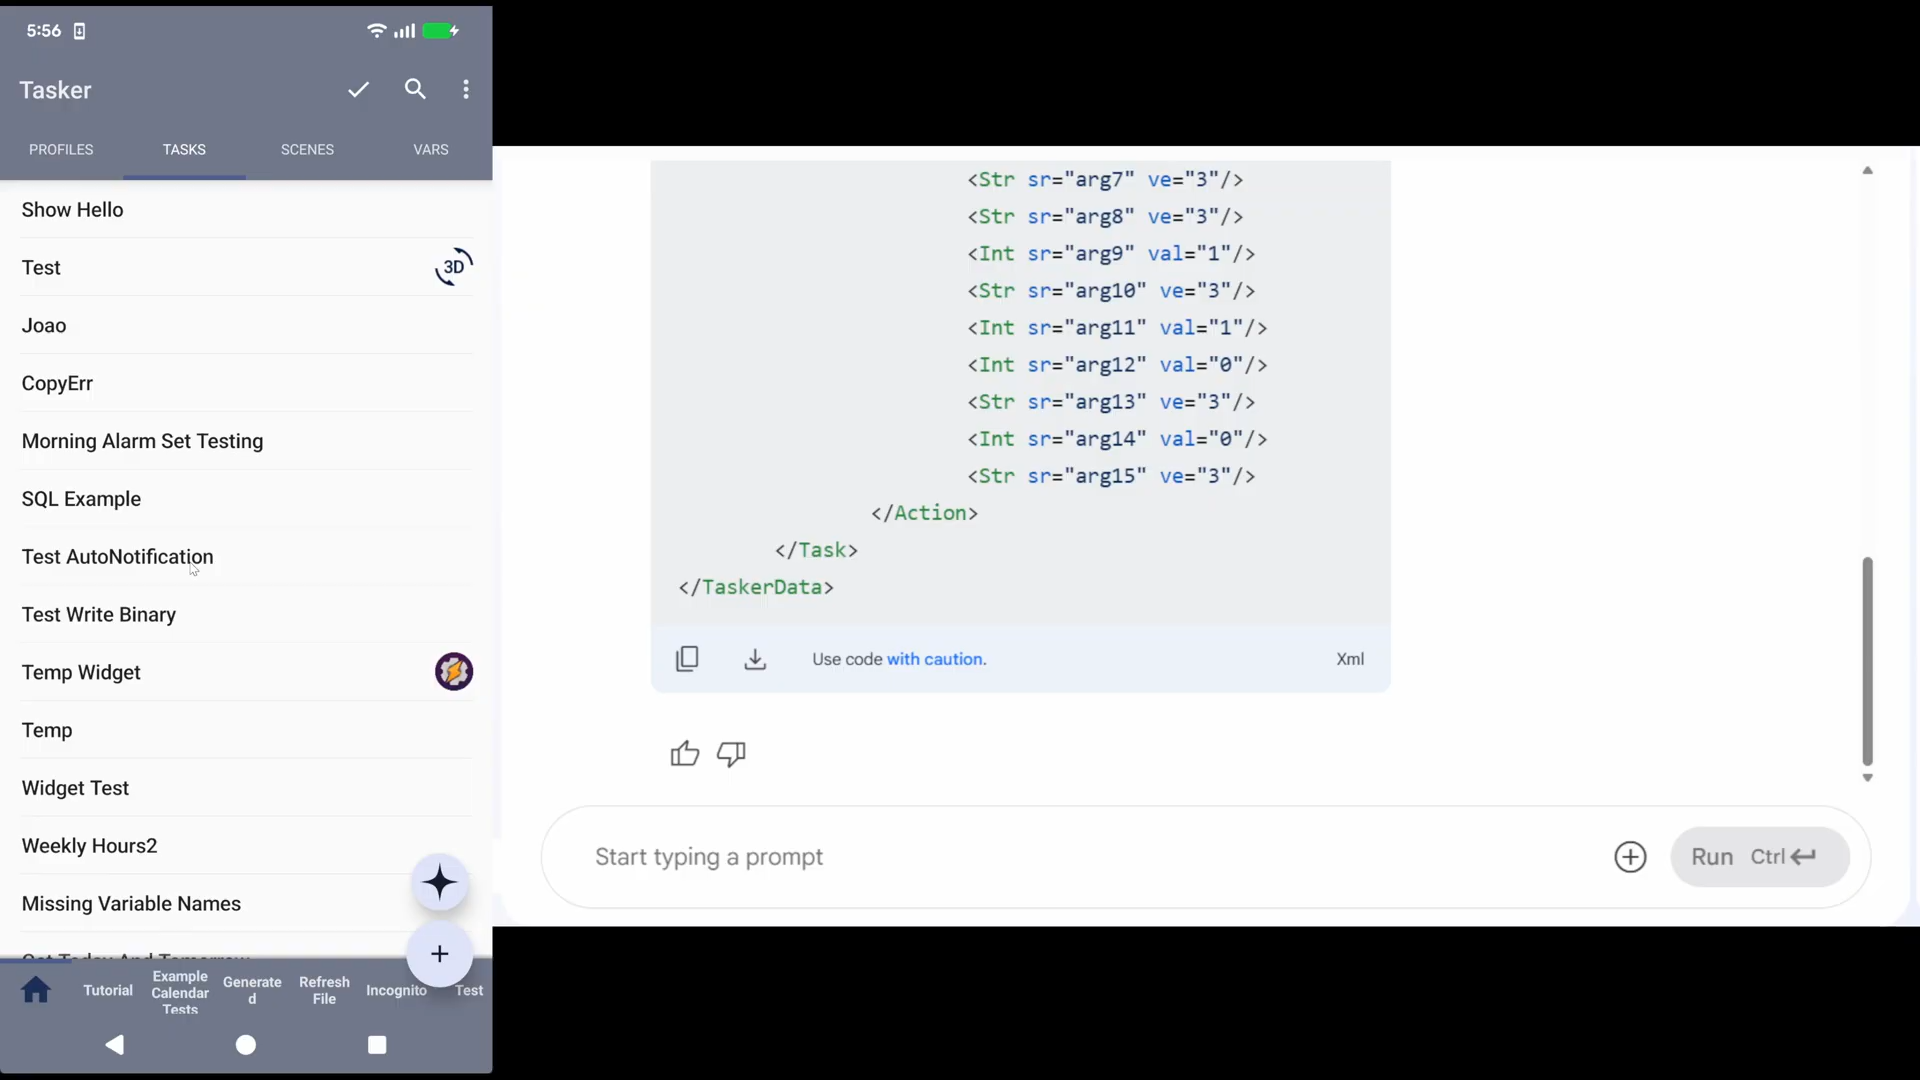 5:56
Tasker
PROFILES
TASKS
SCENES
VARS
Show Hello
Test
3D
Joao
CopyErr
Morning Alarm Set Testing
SQL Example
Test AutoNotification
Test Write Binary
Temp Widget
Temp
Widget Test
Weekly Hours2
Missing Variable Names
Get Today And Tomorrow
Tutorial
Example
Calendar
Tests
Generate
d
Refresh
File
Incognito
Test
<Str sr="arg7" ve="3"/>
<Str sr="arg8" ve="3"/>
<Int sr="arg9" val="1"/>
<Str sr="arg10" ve="3"/>
<Int sr="arg11" val="1"/>
<Int sr="arg12" val="0"/>
<Str sr="arg13" ve="3"/>
<Int sr="arg14" val="0"/>
<Str sr="arg15" ve="3"/>
</Action>
</Task>
</TaskerData>
Use code with caution.
Xml
Start typing a prompt
Run Ctrl